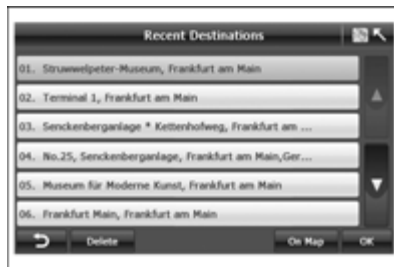 Recent Destinations
01. Struwwelpeter-Museum, Frankfurt am Main
02. Terminal 1, Frankfurt am Main
03. Senckenberganlage * Kettenhofweg, Frankfurt am ...
04. No.25, Senckenberganlage, Frankfurt am Main,Ger...
05. Museum für Moderne Kunst, Frankfurt am Main
06. Frankfurt Main, Frankfurt am Main
Delete On Map OK